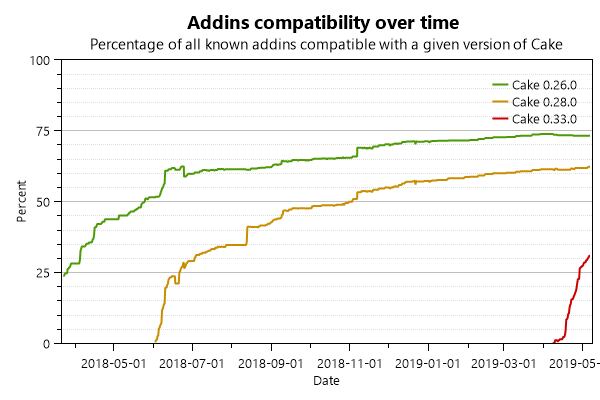 Addins compatibility over time
Percentage of all known addins compatible with a given version of Cake
100
Cake 0.26.0
Cake 0.28.0
Cake 0.33.0
75
50
25
0
Percent
2018-05-01 2018-07-01 2018-09-01 2018-11-01 2019-01-01 2019-03-01 2019-05-
Date